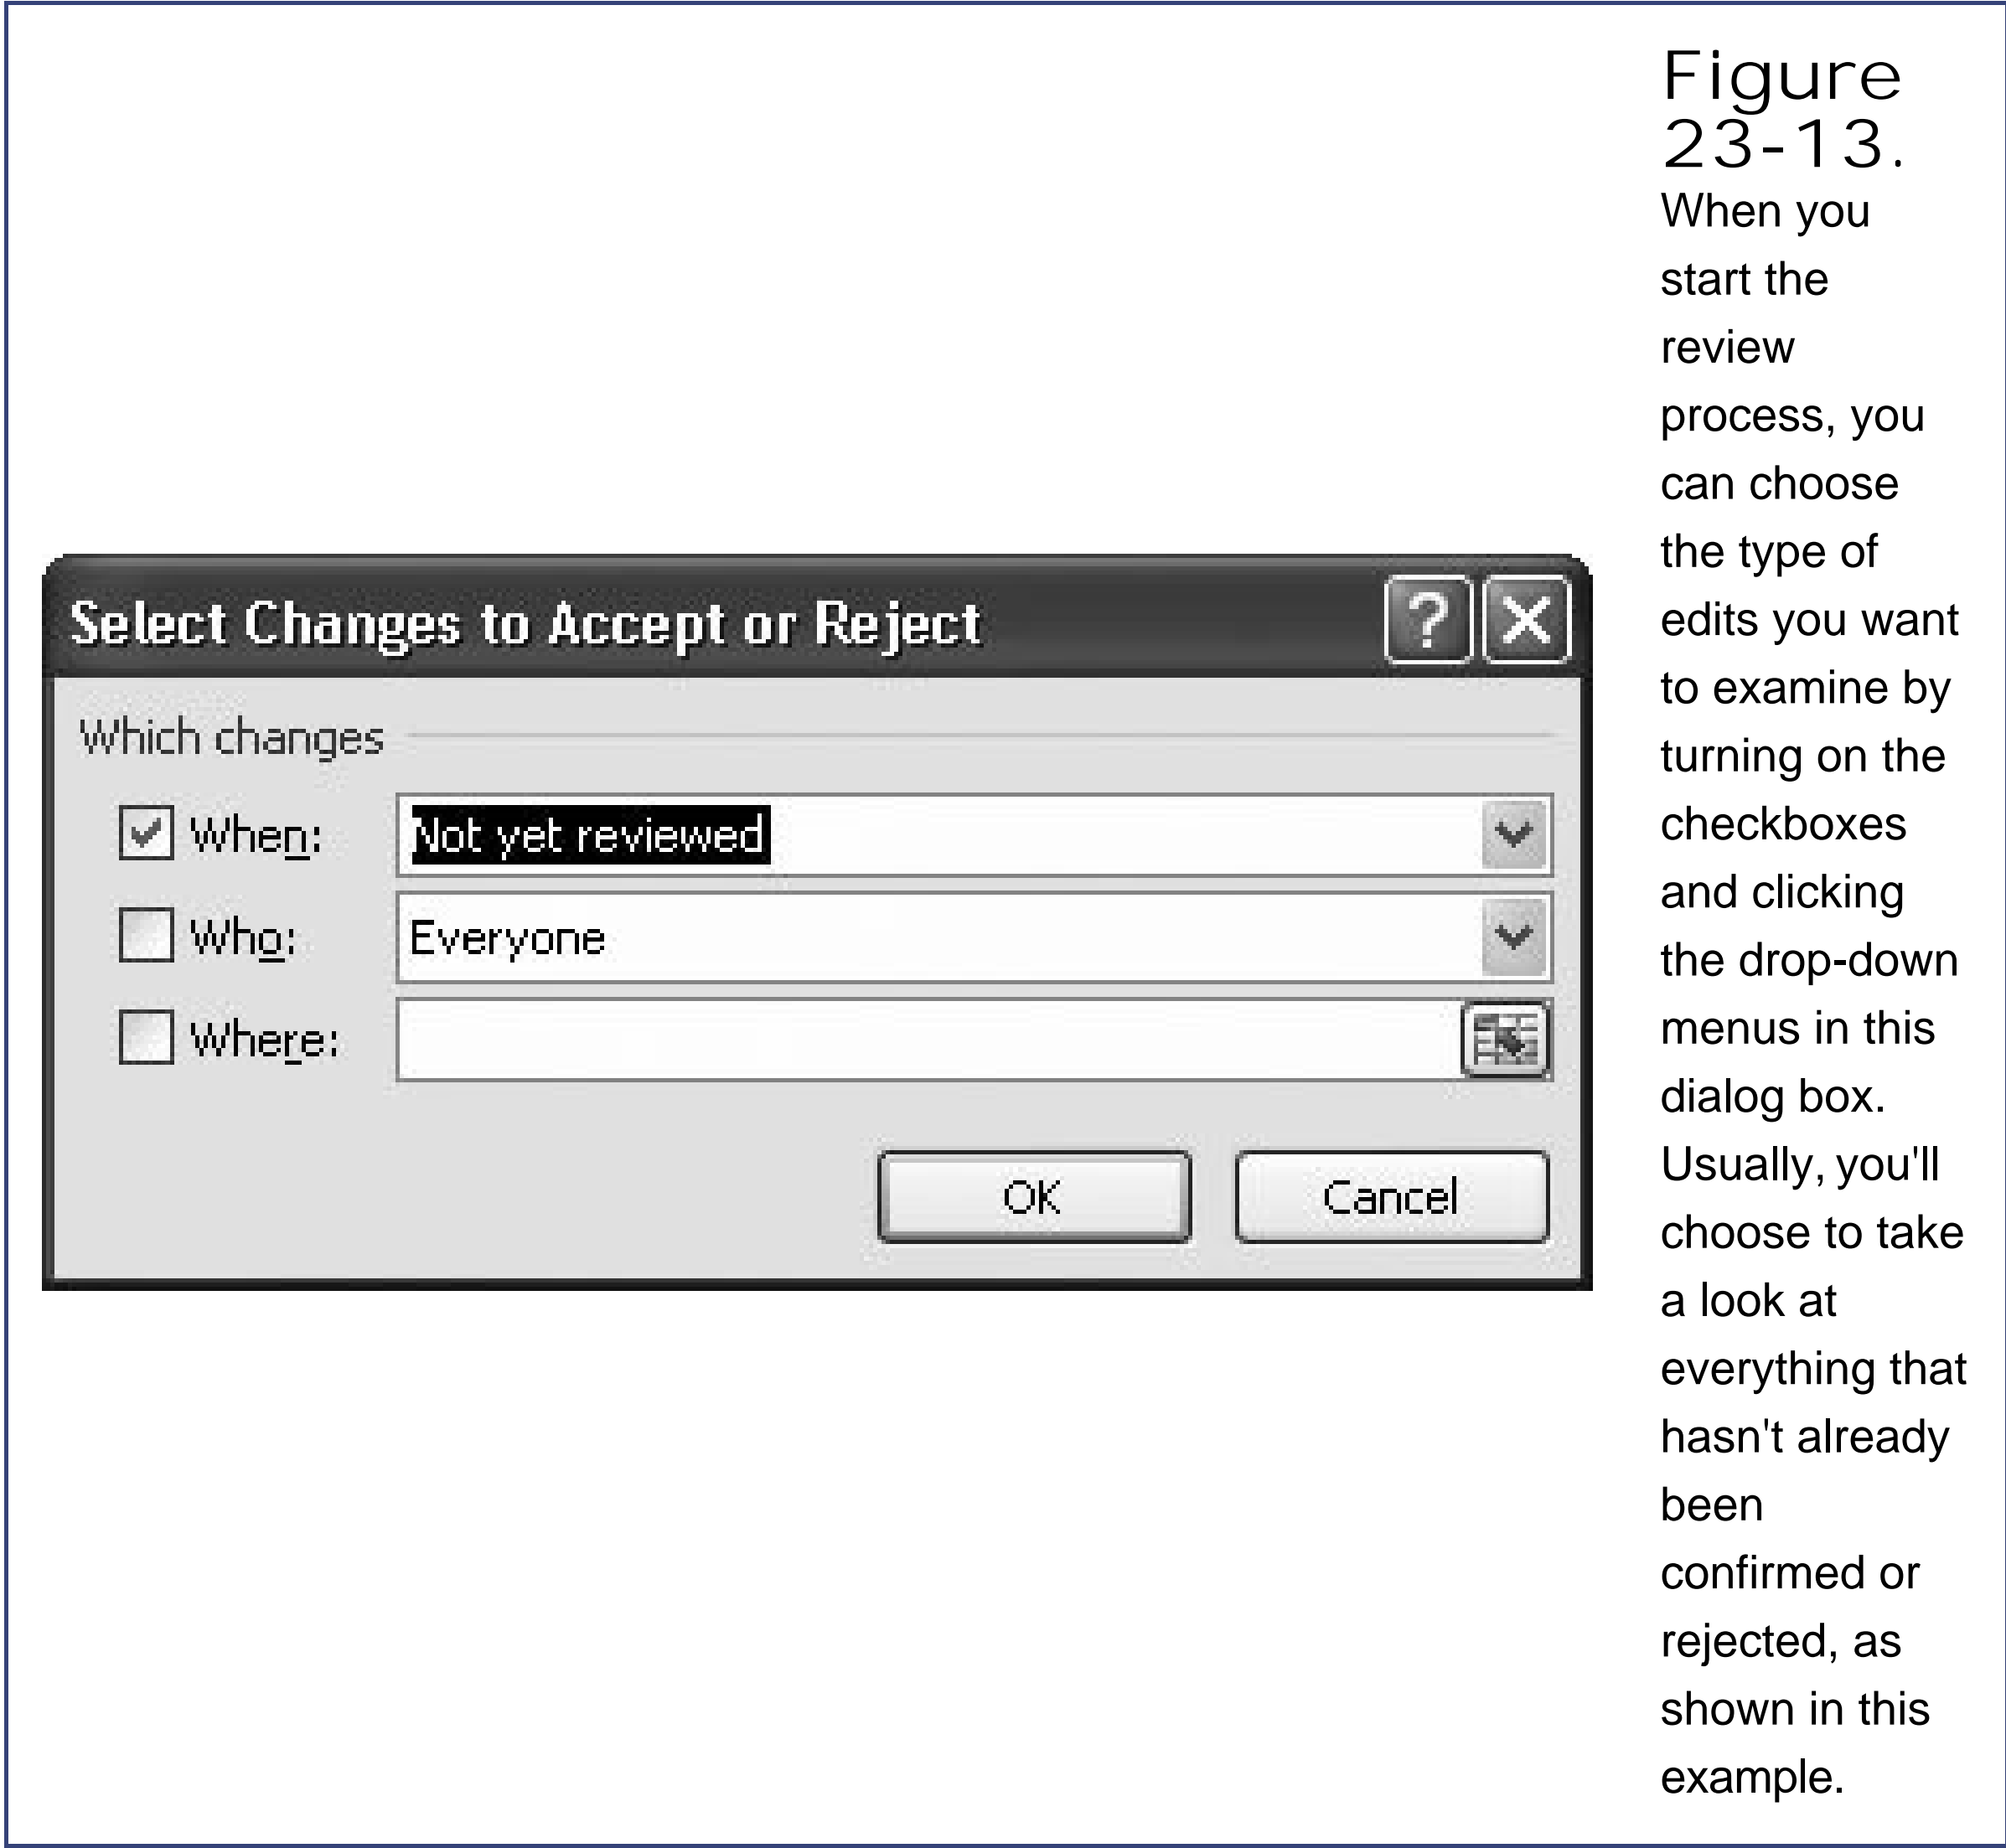 Select Changes to Accept or Reject
Which changes
When: Not yet reviewed
Who: Everyone
Where:
OK Cancel
Figure
23-13.
When you
start the
review
process, you
can choose
the type of
edits you want
to examine by
turning on the
checkboxes
and clicking
the drop-down
menus in this
dialog box.
Usually, you'll
choose to take
a look at
everything that
hasn't already
been
confirmed or
rejected, as
shown in this
example.